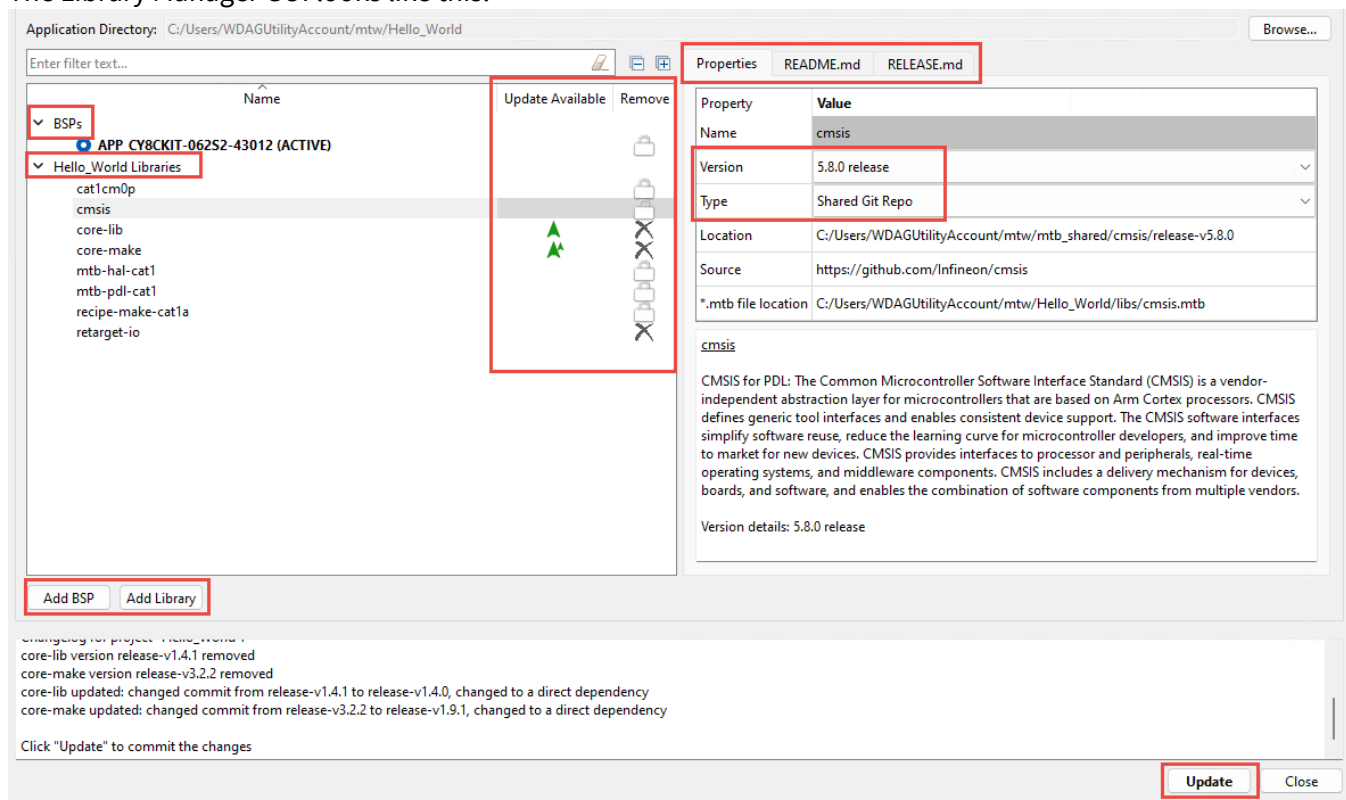 The Library Manager GUI looks like this:
Application Directory: C:/Users/WDAGUtilityAccount/mtw/Hello_World
Browse...
Enter filter text...
Name
Update Available
Remove
BSPs
APP_CY8CKIT-062S2-43012 (ACTIVE)
Hello_World Libraries
cat1cm0p
cmsis
core-lib
core-make
mtb-hal-cat1
mtb-pdl-cat1
recipe-make-cat1a
retarget-io
Add BSP
Add Library
Properties
README.md
RELEASE.md
Property Value
Name cmsis
Version 5.8.0 release
Type Shared Git Repo
Location C:/Users/WDAGUtilityAccount/mtw/mtb_shared/cmsis/release-v5.8.0
Source https://github.com/Infineon/cmsis
*.mtb file location C:/Users/WDAGUtilityAccount/mtw/Hello_World/libs/cmsis.mtb
cmsis
CMSIS for PDL: The Common Microcontroller Software Interface Standard (CMSIS) is a vendor-
independent abstraction layer for microcontrollers that are based on Arm Cortex processors. CMSIS
defines generic tool interfaces and enables consistent device support. The CMSIS software interfaces
simplify software reuse, reduce the learning curve for microcontroller developers, and improve time
to market for new devices. CMSIS provides interfaces to processor and peripherals, real-time
operating systems, and middleware components. CMSIS includes a delivery mechanism for devices,
boards, and software, and enables the combination of software components from multiple vendors.
Version details: 5.8.0 release
Changelog for project "Hello_World":
core-lib version release-v1.4.1 removed
core-make version release-v3.2.2 removed
core-lib updated: changed commit from release-v1.4.1 to release-v1.4.0, changed to a direct dependency
core-make updated: changed commit from release-v3.2.2 to release-v1.9.1, changed to a direct dependency
Click "Update" to commit the changes
Update
Close